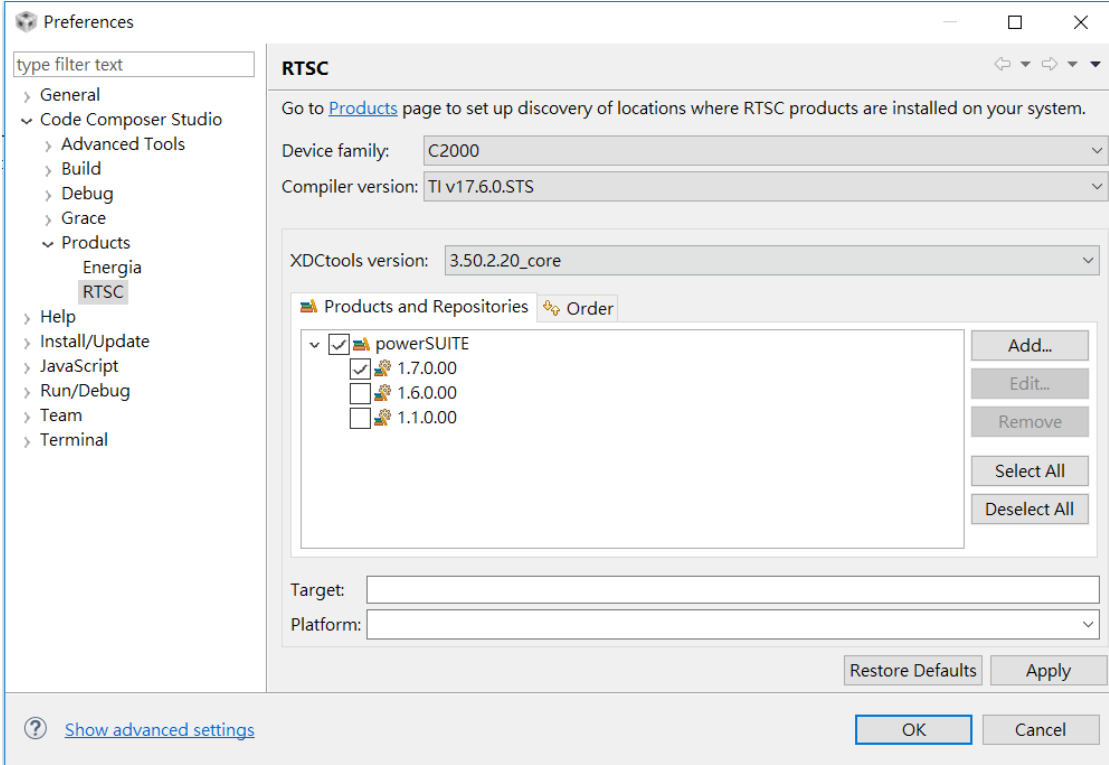 Preferences
type filter text
General
Code Composer Studio
Advanced Tools
Build
Debug
Grace
Products
Energia
RTSC
Help
Install/Update
JavaScript
Run/Debug
Team
Terminal
RTSC
Go to Products page to set up discovery of locations where RTSC products are installed on your system.
Device family: C2000
Compiler version: TI v17.6.0.STS
XDCtools version: 3.50.2.20_core
Products and Repositories Order
powerSUITE
1.7.0.00
1.6.0.00
1.1.0.00
Add...
Edit...
Remove
Select All
Deselect All
Target:
Platform:
Restore Defaults Apply
? Show advanced settings OK Cancel